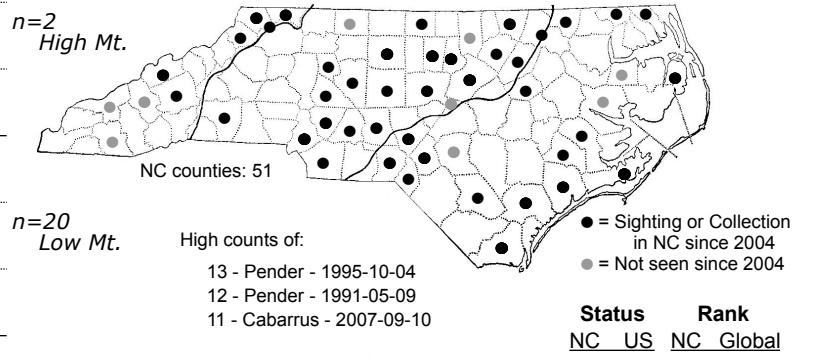 n=2
High Mt.
NC counties: 51
n=20
Low Mt.
High counts of:
13 - Pender - 1995-10-04
12 - Pender - 1991-05-09
11 - Cabarrus - 2007-09-10
● = Sighting or Collection
in NC since 2004
● = Not seen since 2004
Status Rank
NC US NC Global